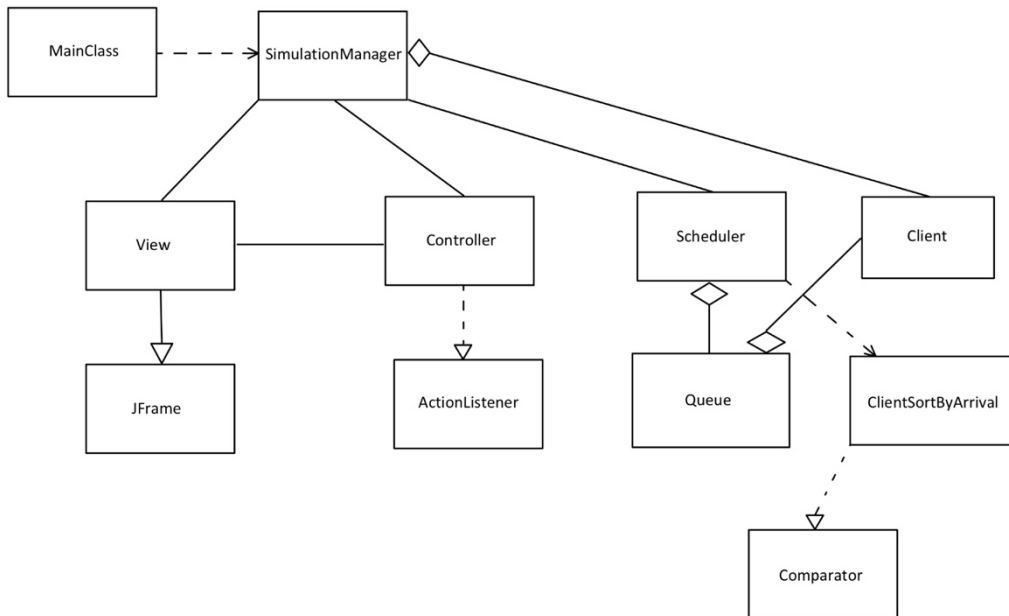 MainClass
SimulationManager
View
Controller
Scheduler
Client
JFrame
ActionListener
Queue
ClientSortByArrival
Comparator